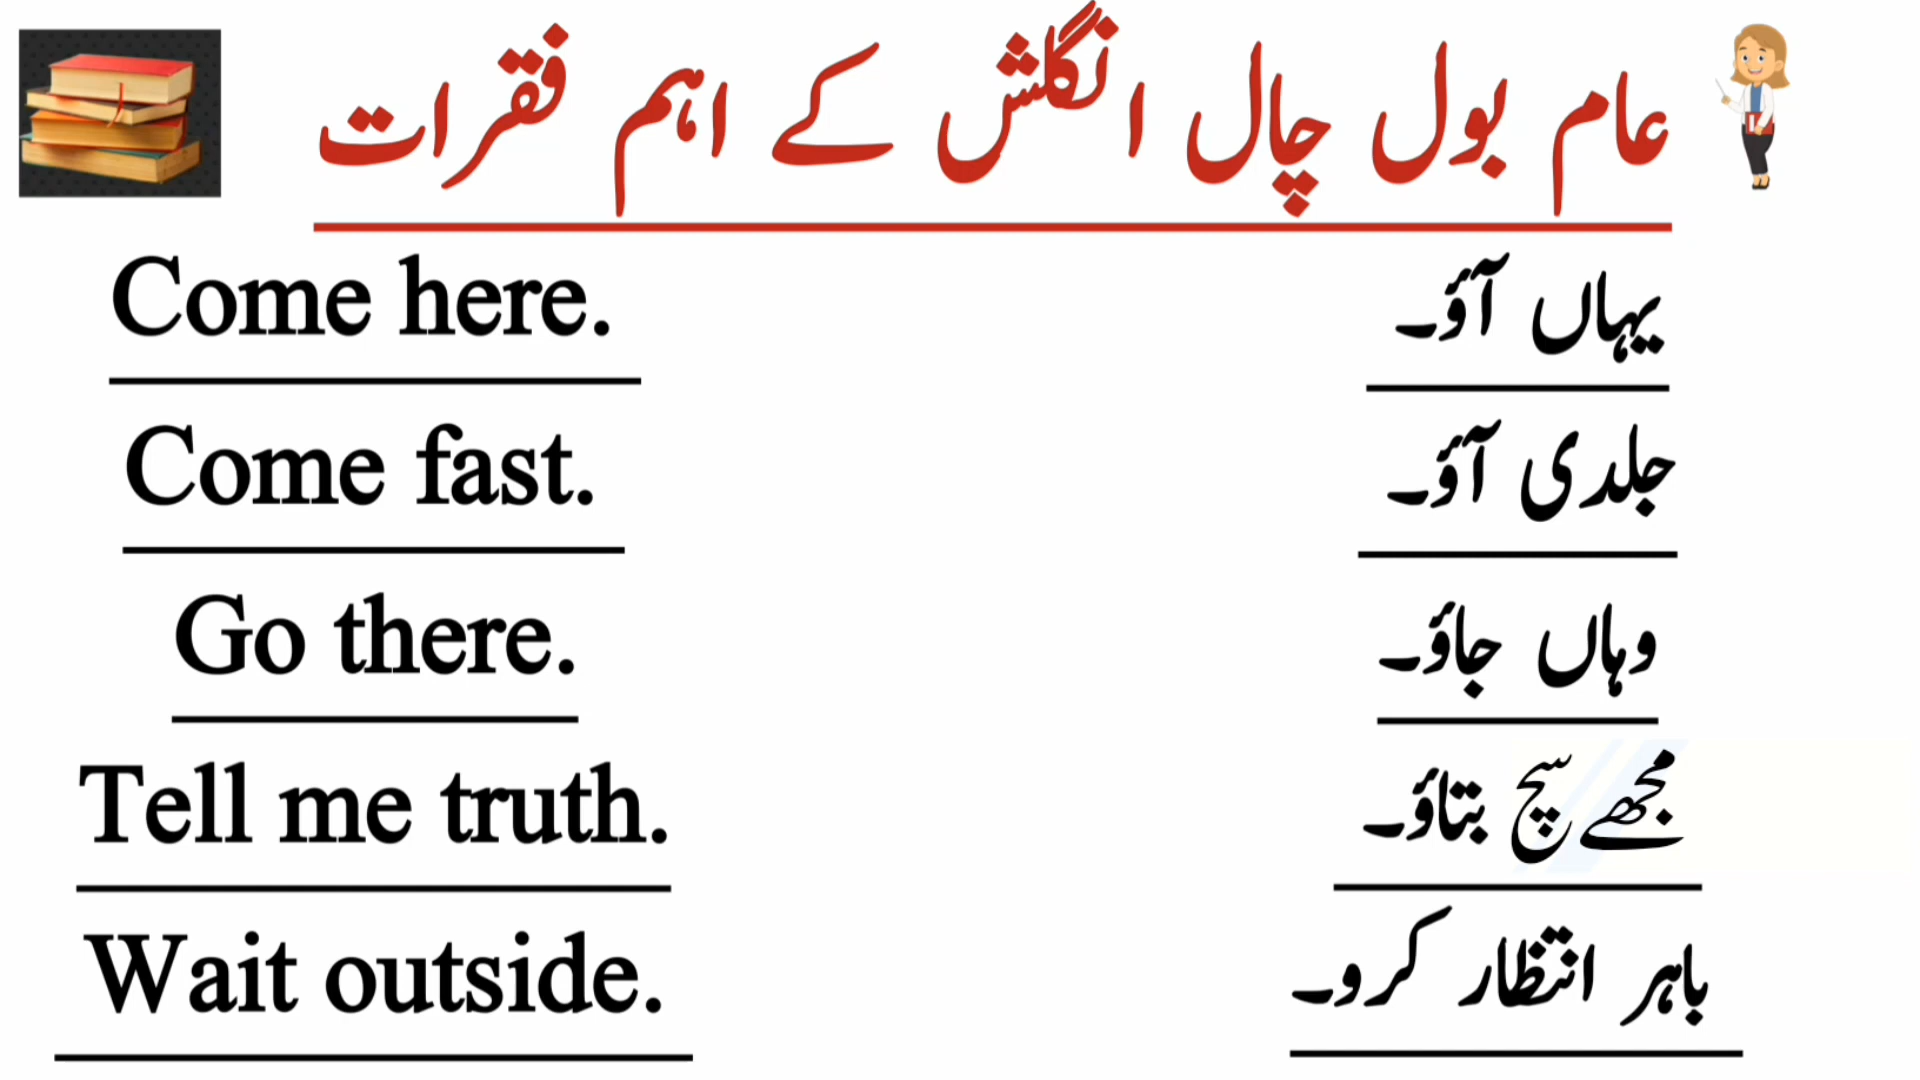 عام بول چال انگلش کے اہم فقرات
Come here. یہاں آؤ۔
Come fast. جلدی آؤ۔
Go there. وہاں جاؤ۔
Tell me truth. مجھے سچ بتاؤ۔
Wait outside. باہر انتظار کرو۔